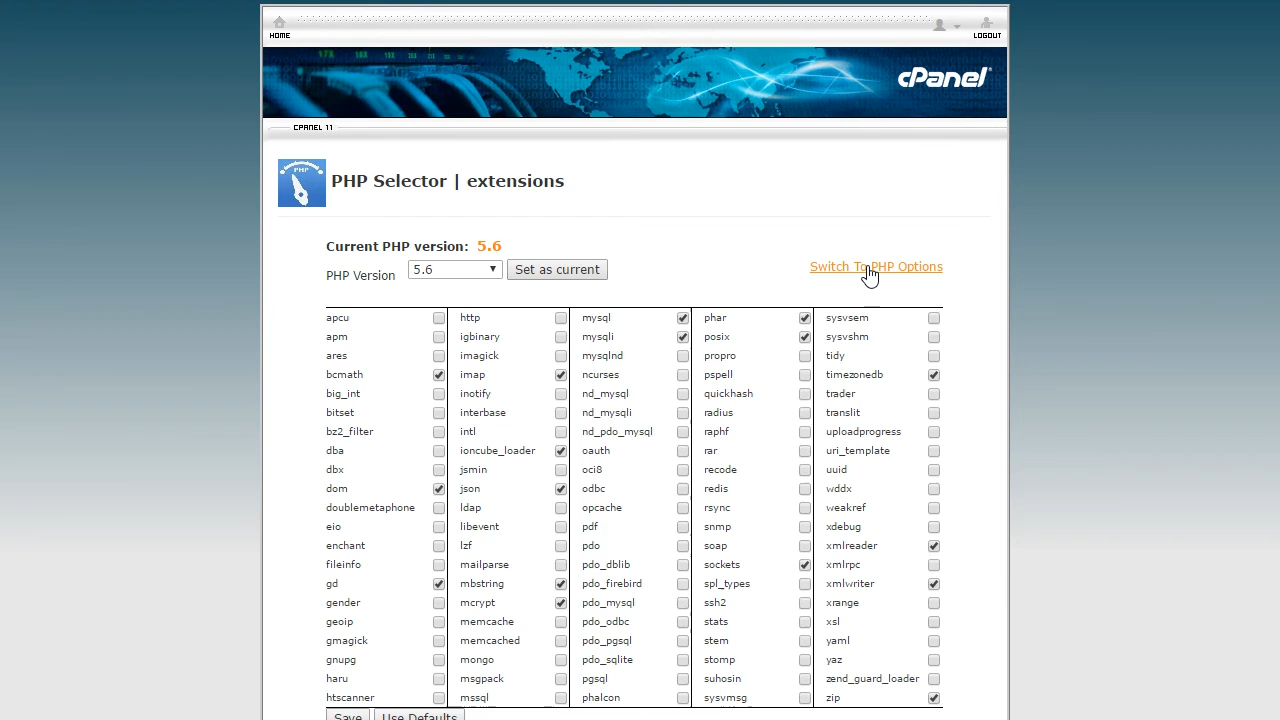 HOME
LOGOUT
cPanel
CPANEL 11
PHP
PHP Selector | extensions
Current PHP version: 5.6
PHP Version 5.6 Set as current Switch To PHP Options
apcu http mysql phar sysvsem
apm igbinary mysqli posix sysvshm
ares imagick mysqlnd propro tidy
bcmath imap ncurses pspell timezonedb
big_int inotify nd_mysql quickhash trader
bitset interbase nd_mysqli radius translit
bz2_filter intl nd_pdo_mysql raphf uploadprogress
dba ioncube_loader oauth rar uri_template
dbx jsmin oci8 recode uuid
dom json odbc redis wddx
doublemetaphone ldap opcache rsync weakref
eio libevent pdf snmp xdebug
enchant lzf pdo soap xmlreader
fileinfo mailparse pdo_dblib sockets xmlrpc
gd mbstring pdo_firebird spl_types xmlwriter
gender mcrypt pdo_mysql ssh2 xrange
geoip memcache pdo_odbc stats xsl
gmagick memcached pdo_pgsql stem yaml
gnupg mongo pdo_sqlite stomp yaz
haru msgpack pgsql suhosin zend_guard_loader
htscanner mssql phalcon sysvmsg zip
Save Use Defaults